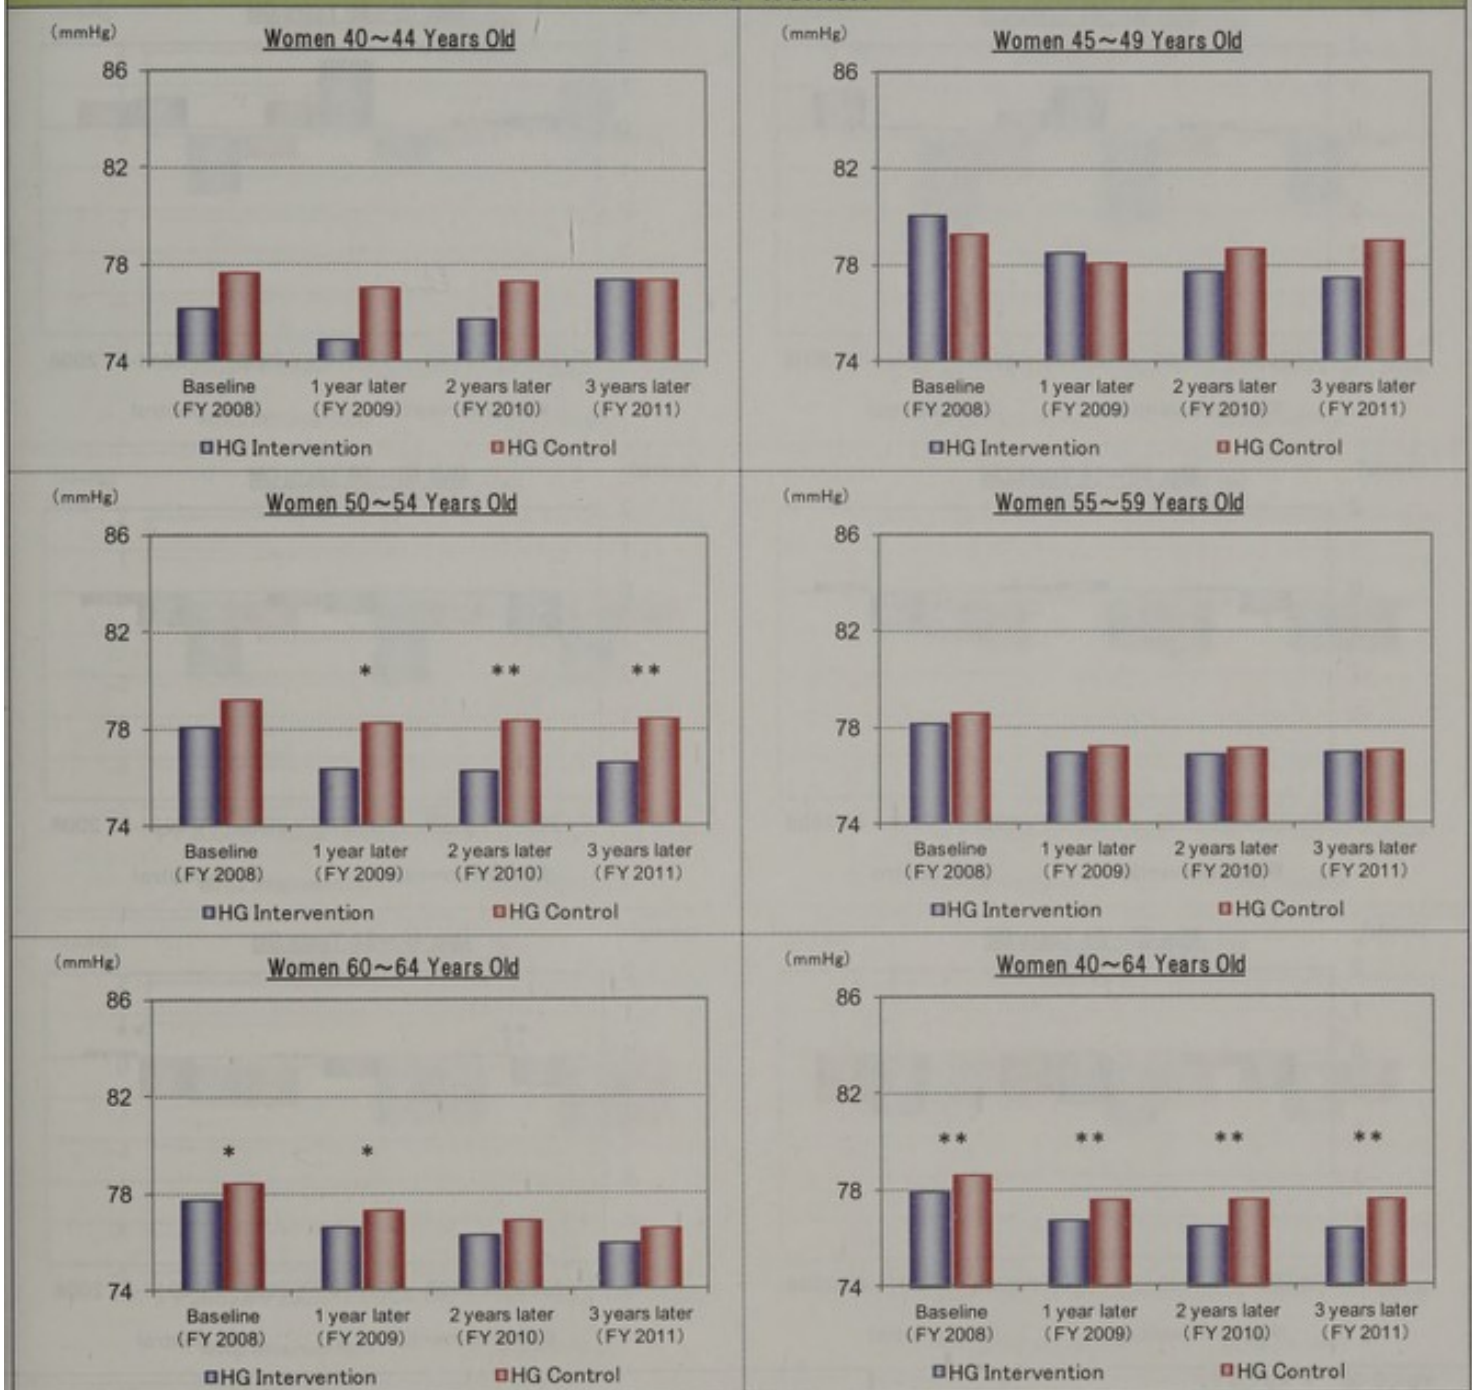 (mmHg)
Women 40～44 Years Old
86
82
78
74
Baseline 1 year later 2 years later 3 years later
(FY 2008) (FY 2009) (FY 2010) (FY 2011)
HG Intervention HG Control
(mmHg)
Women 45～49 Years Old
86
82
78
74
Baseline 1 year later 2 years later 3 years later
(FY 2008) (FY 2009) (FY 2010) (FY 2011)
HG Intervention HG Control
(mmHg)
Women 50～54 Years Old
86
82
* ** **
78
74
Baseline 1 year later 2 years later 3 years later
(FY 2008) (FY 2009) (FY 2010) (FY 2011)
HG Intervention HG Control
(mmHg)
Women 55～59 Years Old
86
82
78
74
Baseline 1 year later 2 years later 3 years later
(FY 2008) (FY 2009) (FY 2010) (FY 2011)
HG Intervention HG Control
(mmHg)
Women 60～64 Years Old
86
82
* *
78
74
Baseline 1 year later 2 years later 3 years later
(FY 2008) (FY 2009) (FY 2010) (FY 2011)
HG Intervention HG Control
(mmHg)
Women 40～64 Years Old
86
82
** ** ** **
78
74
Baseline 1 year later 2 years later 3 years later
(FY 2008) (FY 2009) (FY 2010) (FY 2011)
HG Intervention HG Control